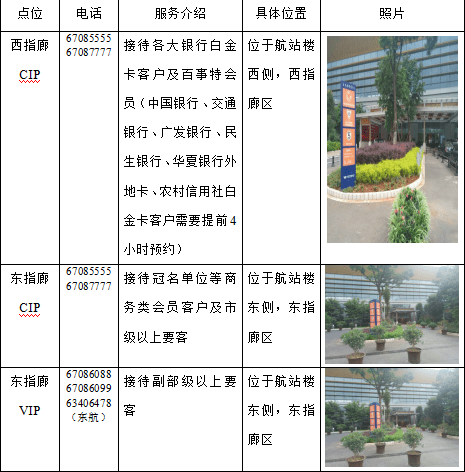 点位 电话 服务介绍 具体位置 照片
西指廊
CIP
67085555
67087777
接待各大银行白金
卡客户及百事特会
员（中国银行、交通
银行、广发银行、民
生银行、华夏银行外
地卡、农村信用社白
金卡客户需要提前4
小时预约）
位于航站楼
西侧，西指
廊区
东指廊
CIP
67085555
67087777
接待冠名单位等商
务类会员客户及市
级以上要客
位于航站楼
东侧，东指
廊区
东指廊
VIP
67086088
67086099
63406478
（东航）
接待副部级以上要
客
位于航站楼
东侧，东指
廊区